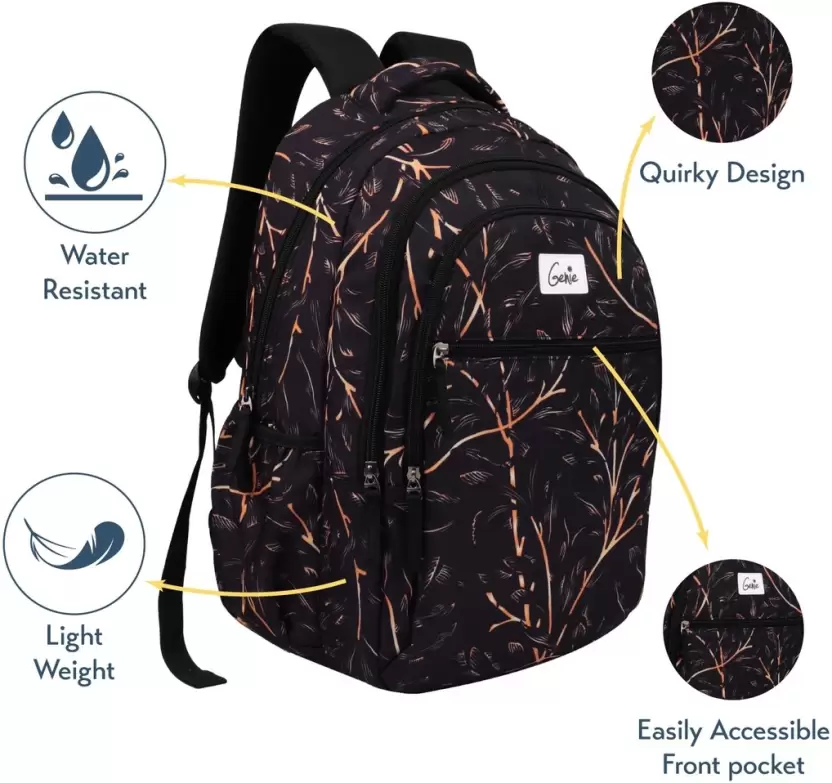 Quirky Design
Genie
Water
Resistant
Light
Weight
Genie
Easily Accessible
Front pocket